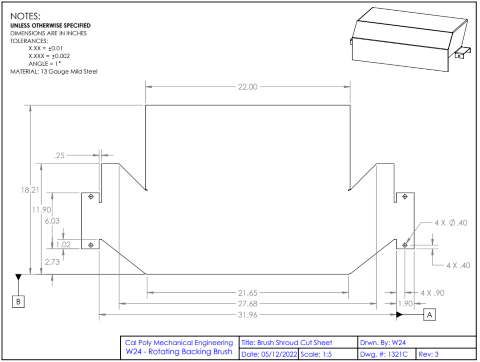 NOTES:
UNLESS OTHERWISE SPECIFIED
DIMENSIONS ARE IN INCHES
TOLERANCES:
X.XX = ±0.01
X.XXX = ±0.002
ANGLE = 1°
MATERIAL: 13 Gauge Mild Steel
22.00
.25
18.21
11.90
6.03
1.02
2.73
4 X Ø.40
4 X .40
4 X .90
1.90
21.65
27.68
31.96
A
B
Cal Poly Mechanical Engineering
W24 - Rotating Backing Brush
Title: Brush Shroud Cut Sheet
Drwn. By: W24
Date: 05/12/2022
Scale: 1:5
Dwg. #: 1321C
Rev: 3